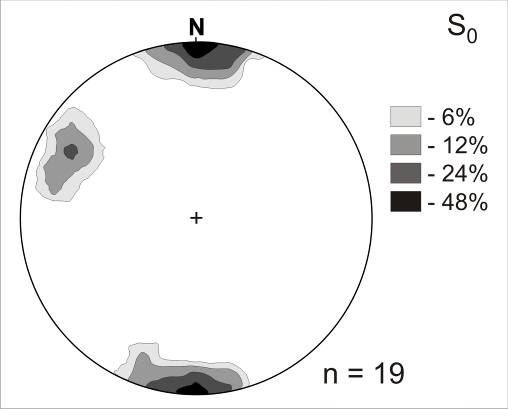 N
S₀
- 6%
- 12%
- 24%
- 48%
n = 19